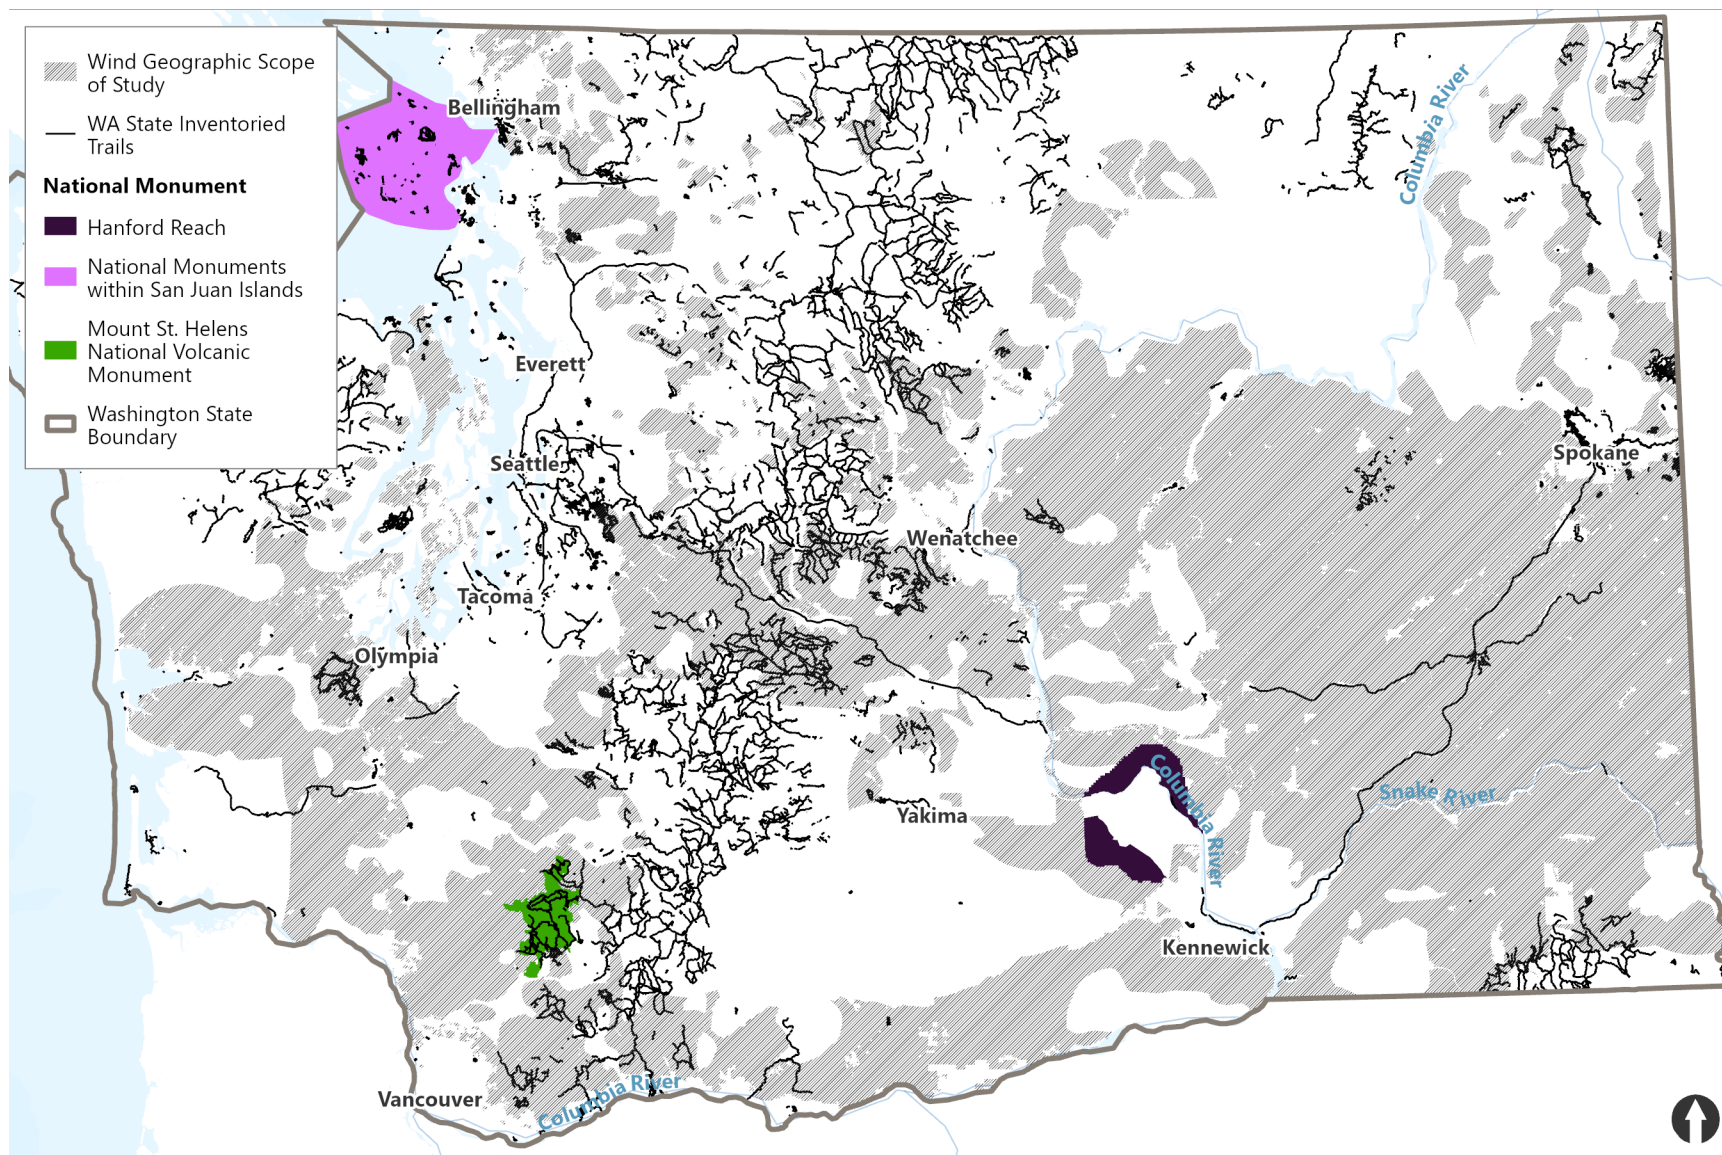 Wind Geographic Scope
of Study
WA State Inventoried
Trails
National Monument
Hanford Reach
National Monuments
within San Juan Islands
Mount St. Helens
National Volcanic
Monument
Washington State
Boundary
Bellingham
Columbia River
Everett
Seattle
Spokane
Wenatchee
Tacoma
Olympia
Columbia River
Snake River
Yakima
Kennewick
Vancouver
Columbia River